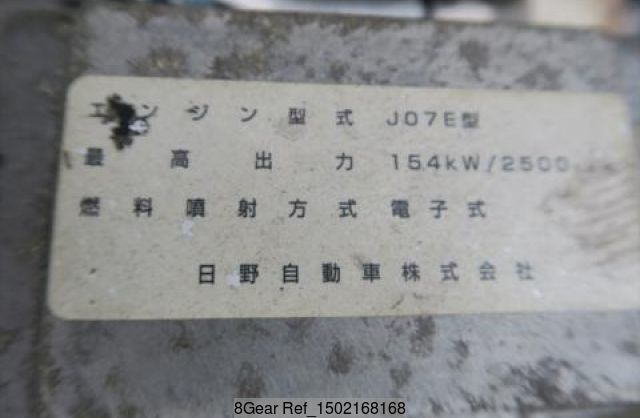 エンジン型式 J07E型
最高出力 154kW/2500
燃料噴射方式 電子式
日野自動車株式会社
8Gear Ref_1502168168